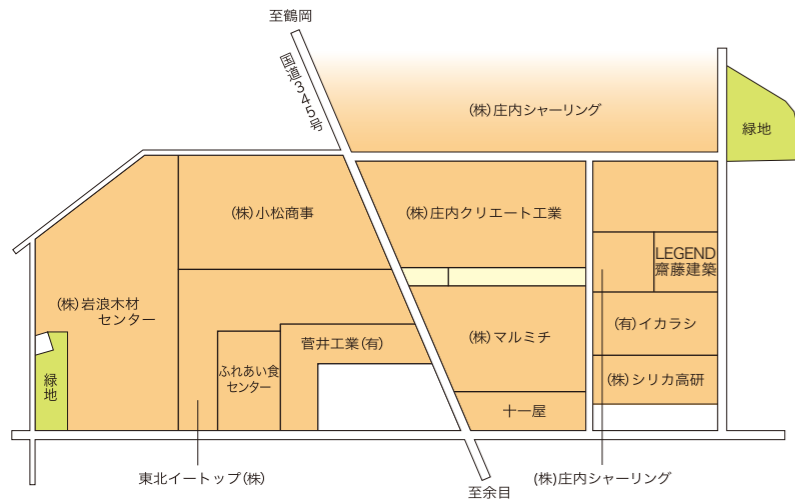 至鶴岡
国道345号
(株)庄内シャーリング
緑地
(株)小松商事
(株)庄内クリエート工業
LEGEND
齋藤建築
(株)岩浪木材
センター
(株)マルミチ
(有)イカラシ
菅井工業(有)
ふれあい食
センター
緑地
(株)シリカ高研
十一屋
東北イートップ(株)
(株)庄内シャーリング
至余目